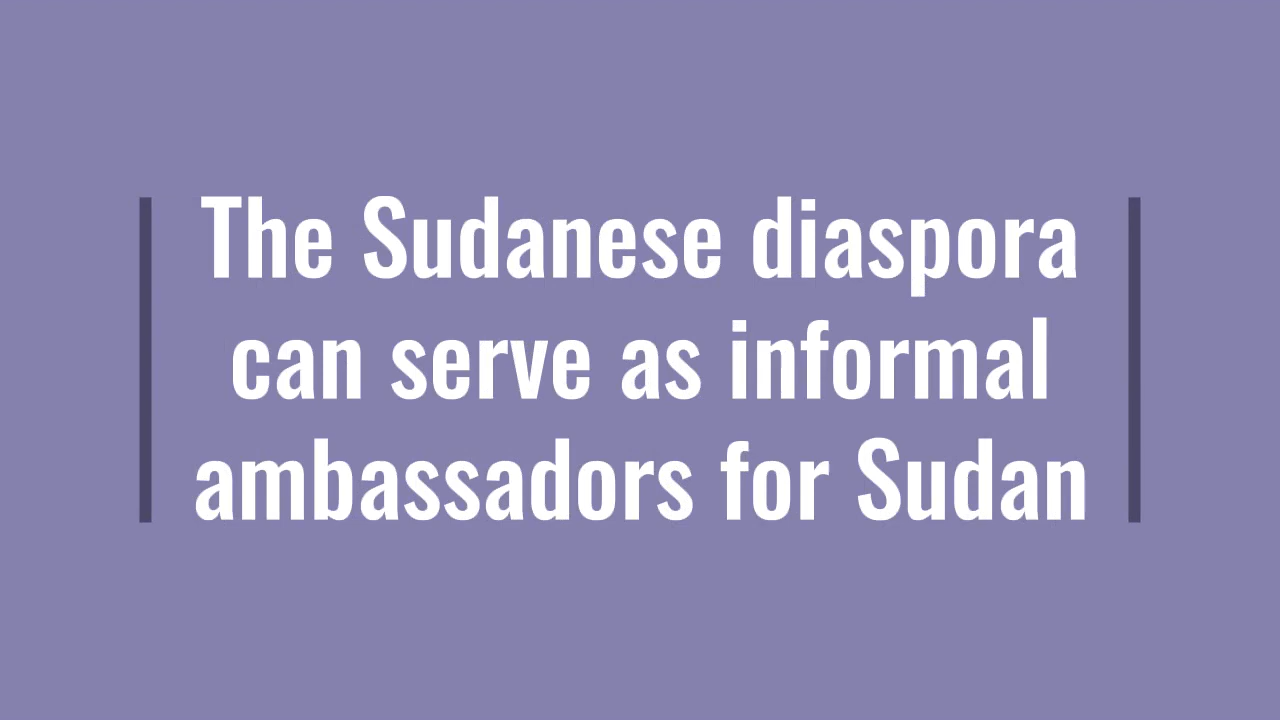 The Sudanese diaspora
can serve as informal
ambassadors for Sudan